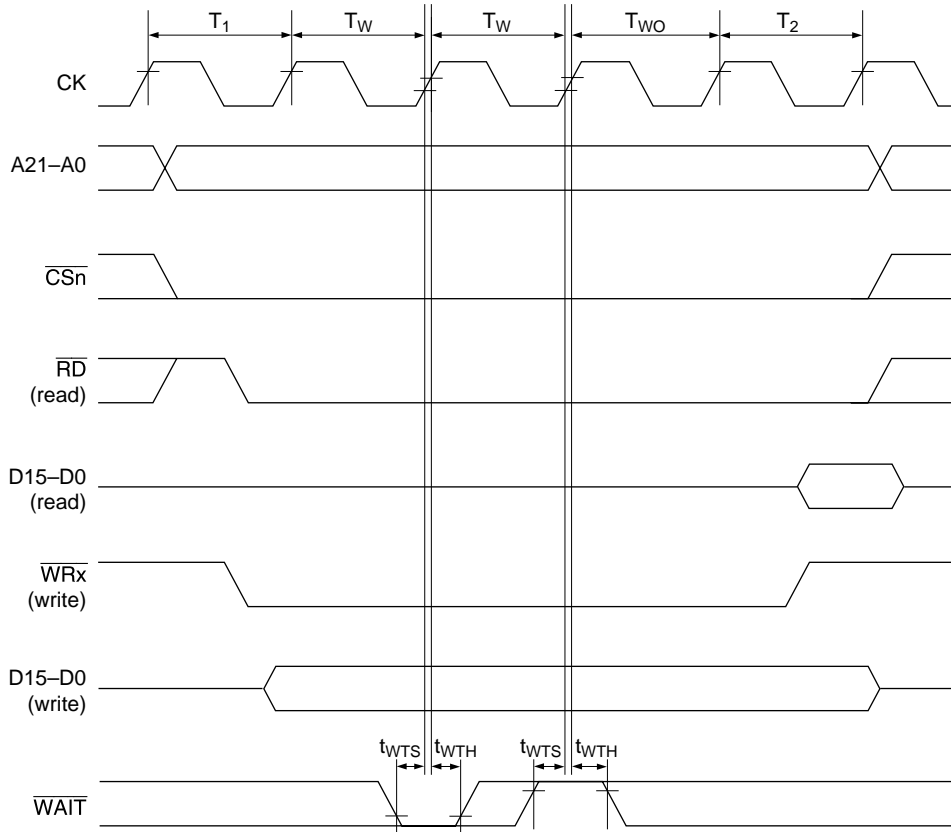 T1 TW TW TWO T2
CK
A21–A0
CSn
RD
(read)
D15–D0
(read)
WRx
(write)
D15–D0
(write)
tWTS tWTH tWTS tWTH
WAIT